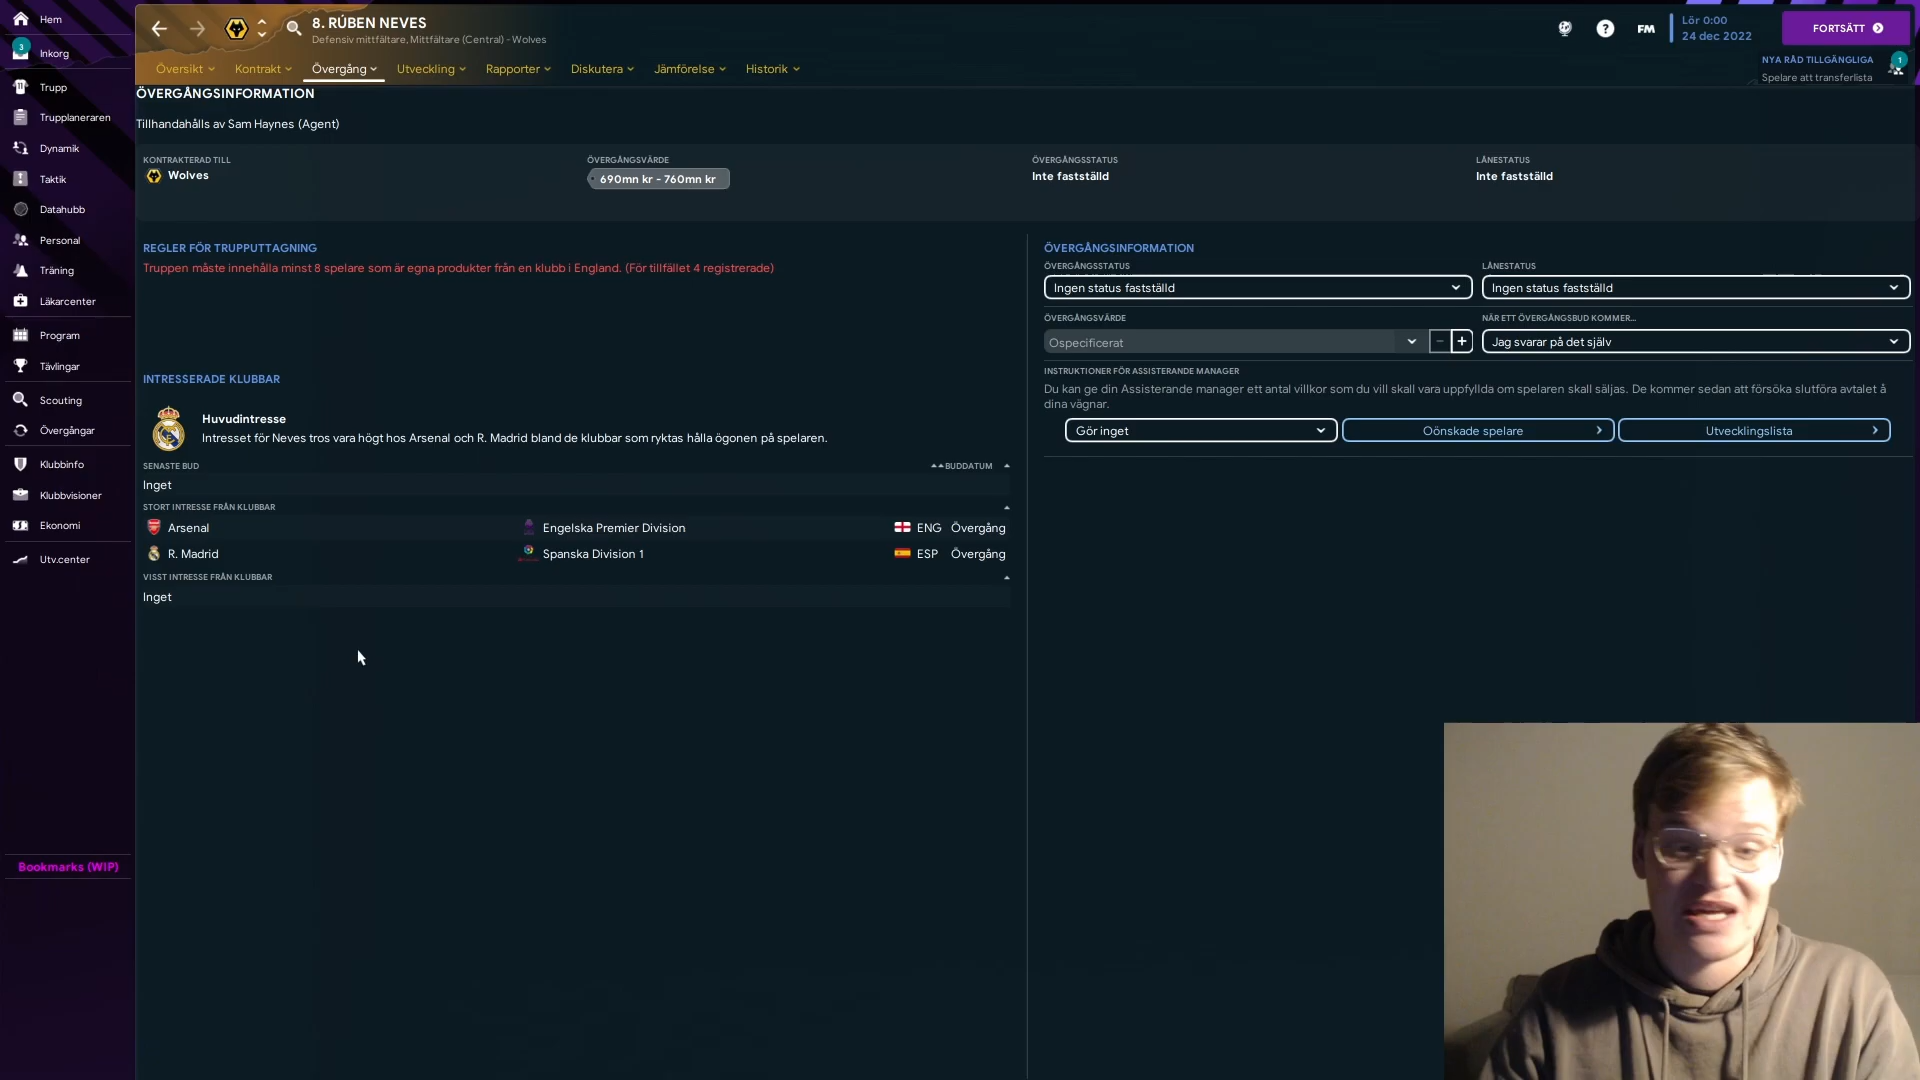 Hem
3
Inkorg
Trupp
Trupplaneraren
Dynamik
Taktik
Datahubb
Personal
Träning
Läkarcenter
Program
Tävlingar
Scouting
Övergångar
Klubbinfo
Klubbvisioner
Ekonomi
Utv.center
Bookmarks (WIP)
8. RÚBEN NEVES
Defensiv mittfältare, Mittfältare (Central) - Wolves
FM
Lör 0:00
24 dec 2022
FORTSÄTT
Översikt Kontrakt Övergång Utveckling Rapporter Diskutera Jämförelse Historik
NYA RÅD TILLGÄNGLIGA
1
Spelare att transferlista
ÖVERGÅNGSINFORMATION
Tillhandahålls av Sam Haynes (Agent)
KONTRAKTERAD TILL
Wolves
ÖVERGÅNGSVÄRDE
690mn kr - 760mn kr
ÖVERGÅNGSSTATUS
Inte fastställd
LÅNESTATUS
Inte fastställd
REGLER FÖR TRUPPUTTAGNING
Truppen måste innehålla minst 8 spelare som är egna produkter från en klubb i England. (För tillfället 4 registrerade)
INTRESSERADE KLUBBAR
Huvudintresse
Intresset för Neves tros vara högt hos Arsenal och R. Madrid bland de klubbar som ryktas hålla ögonen på spelaren.
SENASTE BUD BUDDATUM
Inget
STORT INTRESSE FRÅN KLUBBAR
Arsenal Engelska Premier Division ENG Övergång
R. Madrid Spanska Division 1 ESP Övergång
VISST INTRESSE FRÅN KLUBBAR
Inget
ÖVERGÅNGSINFORMATION
ÖVERGÅNGSSTATUS LÅNESTATUS
Ingen status fastställd Ingen status fastställd
ÖVERGÅNGSVÄRDE NÄR ETT ÖVERGÅNGSBUD KOMMER...
Ospecificerat - + Jag svarar på det själv
INSTRUKTIONER FÖR ASSISTERANDE MANAGER
Du kan ge din Assisterande manager ett antal villkor som du vill skall vara uppfyllda om spelaren skall säljas. De kommer sedan att försöka slutföra avtalet å
dina vägnar.
Gör inget Oönskade spelare Utvecklingslista